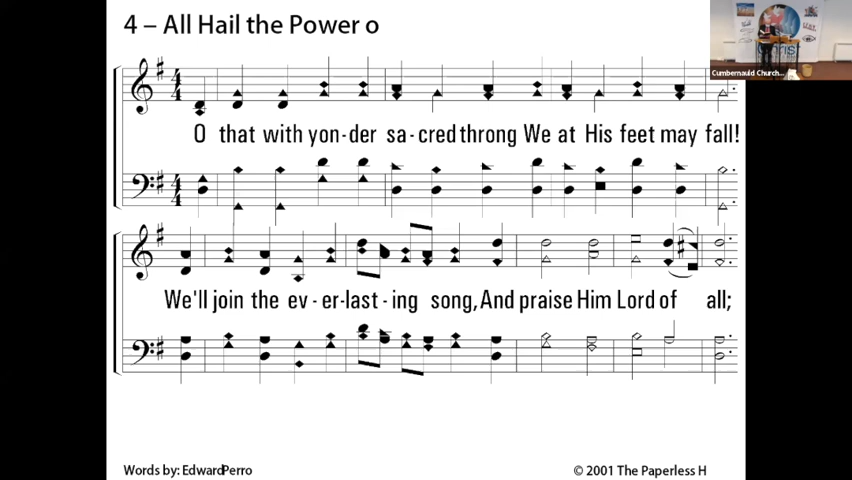 4 – All Hail the Power o
O that with yon-der sa-cred throng We at His feet may fall!
We'll join the ev-er-last-ing song, And praise Him Lord of all;
Words by: EdwardPerro
© 2001 The Paperless H
Cumbernauld Church...